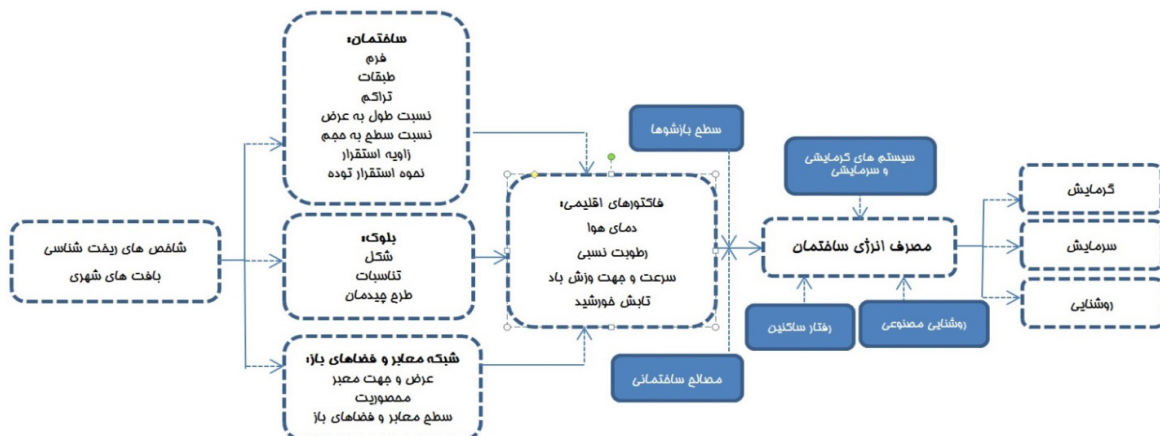 شاخص های ریخت شناسی
بافت های شهری
ساختمان:
فرم
طبقات
تراکم
نسبت طول به عرض
نسبت سطح به حجم
زاویه استقرار
نحوه استقرار توده
بلوک:
شکل
تناسبات
طرح چیدمان
شبکه معابر و فضاهای باز:
عرض و جهت معبر
محصوریت
سطح معابر و فضاهای باز
فاکتورهای اقلیمی:
دمای هوا
رطوبت نسبی
سرعت و جهت وزش باد
تابش خورشید
سطح بازشوها
مصالح ساختمانی
سیستم های گرمایشی
و سرمایشی
مصرف انرژی ساختمان
رفتار ساکنین
روشنایی مصنوعی
گرمایش
سرمایش
روشنایی